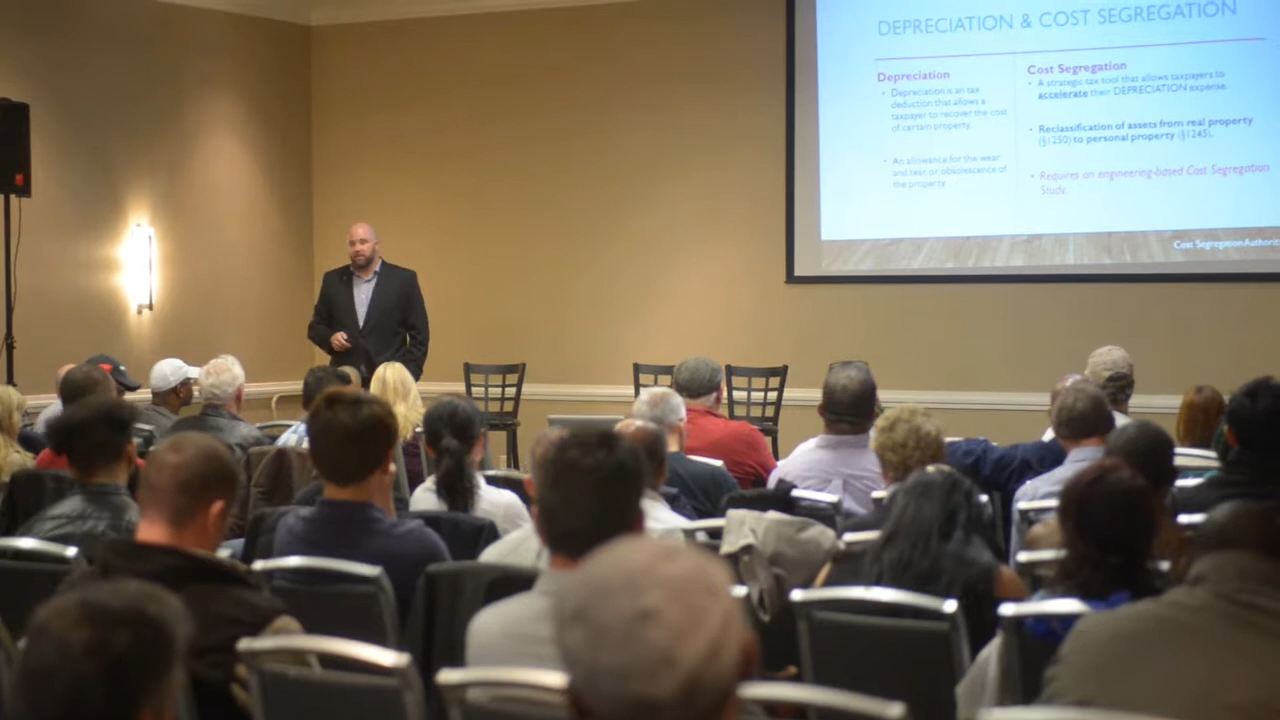 DEPRECIATION & COST SEGREGATION
Depreciation
• Depreciation is an tax
deduction that allows a
taxpayer to recover the cost
of certain property.
• An allowance for the wear
and tear or obsolescence of
the property
Cost Segregation
• A strategic tax tool that allows taxpayers to
accelerate their DEPRECIATION expense.
• Reclassification of assets from real property
(§1250) to personal property (§1245).
• Requires an engineering-based Cost Segregation
Study.
Cost Segregation Authorit